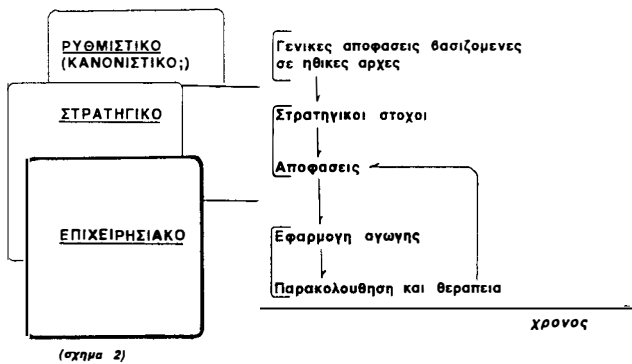 ΡΥΘΜΙΣΤΙΚΟ
(ΚΑΝΟΝΙΣΤΙΚΟ;)
ΣΤΡΑΤΗΓΙΚΟ
ΕΠΙΧΕΙΡΗΣΙΑΚΟ
Γενικες αποφασεις βασιζομενες
σε ηθικες αρχες
Στρατηγικοι στοχοι
Αποφασεις
Εφαρμογη αγωγης
Παρακολουθηση και θεραπεια
χρονος
(σχημα 2)